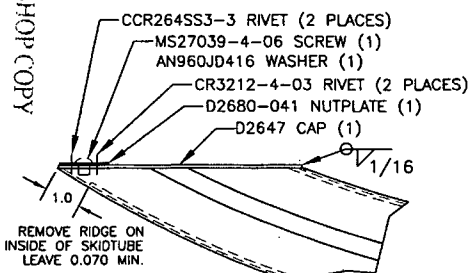 CCR264SS3-3 RIVET (2 PLACES)
MS27039-4-06 SCREW (1)
AN960JD416 WASHER (1)
CR3212-4-03 RIVET (2 PLACES)
D2680-041 NUTPLATE (1)
D2647 CAP (1)
1/16
1.0
REMOVE RIDGE ON
INSIDE OF SKIDTUBE
LEAVE 0.070 MIN.
HOP COPY